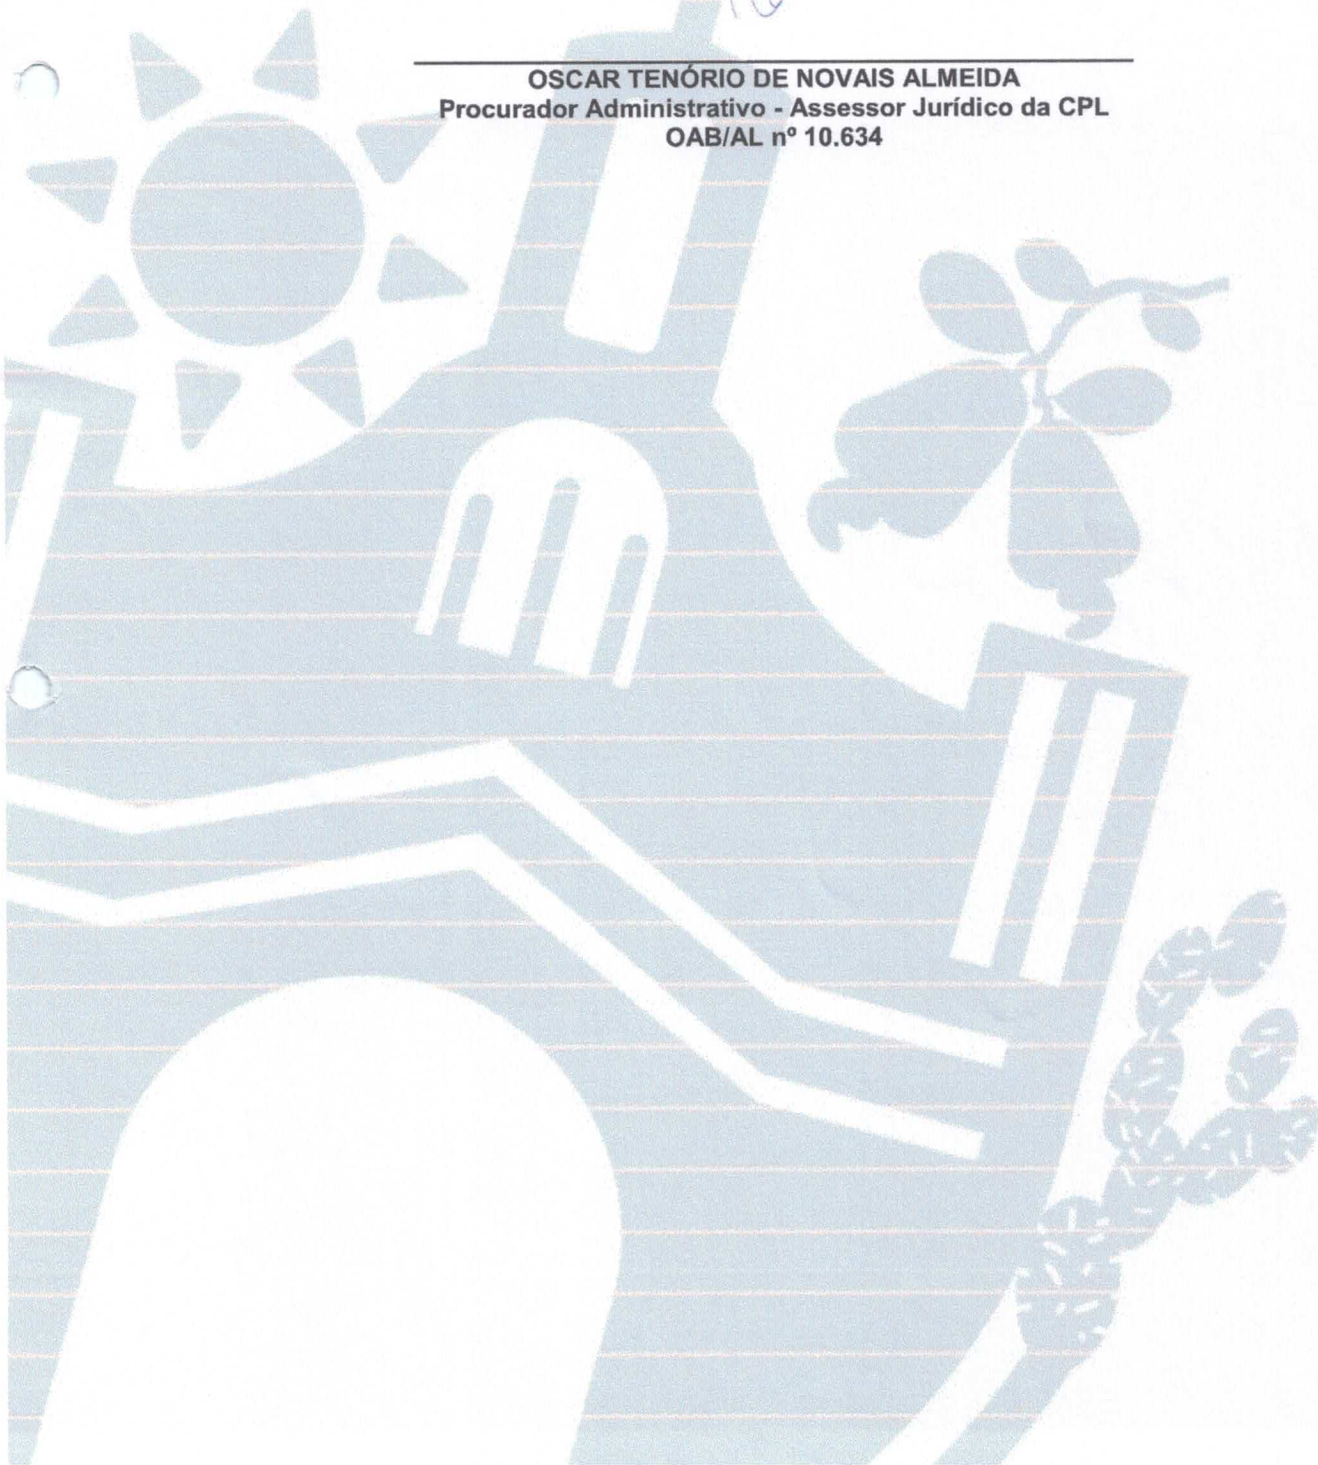 OSCAR TENÓRIO DE NOVAIS ALMEIDA
Procurador Administrativo - Assessor Jurídico da CPL
OAB/AL nº 10.634